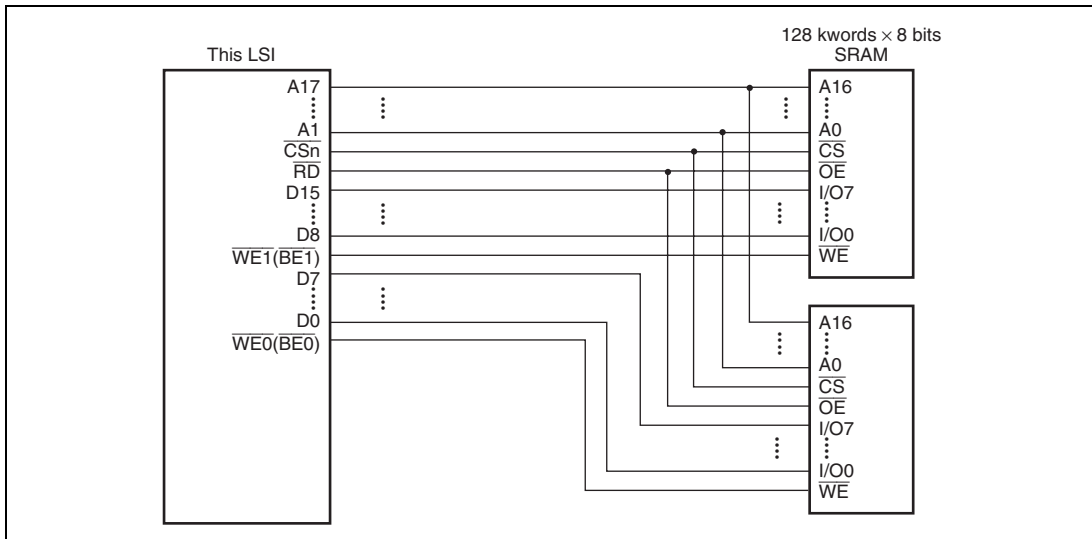 128 kwords × 8 bits
This LSI
SRAM
A17
A1
CSn
RD
D15
D8
WE1(BE1)
D7
D0
WE0(BE0)
A16
A0
CS
OE
I/O7
I/O0
WE
A16
A0
CS
OE
I/O7
I/O0
WE